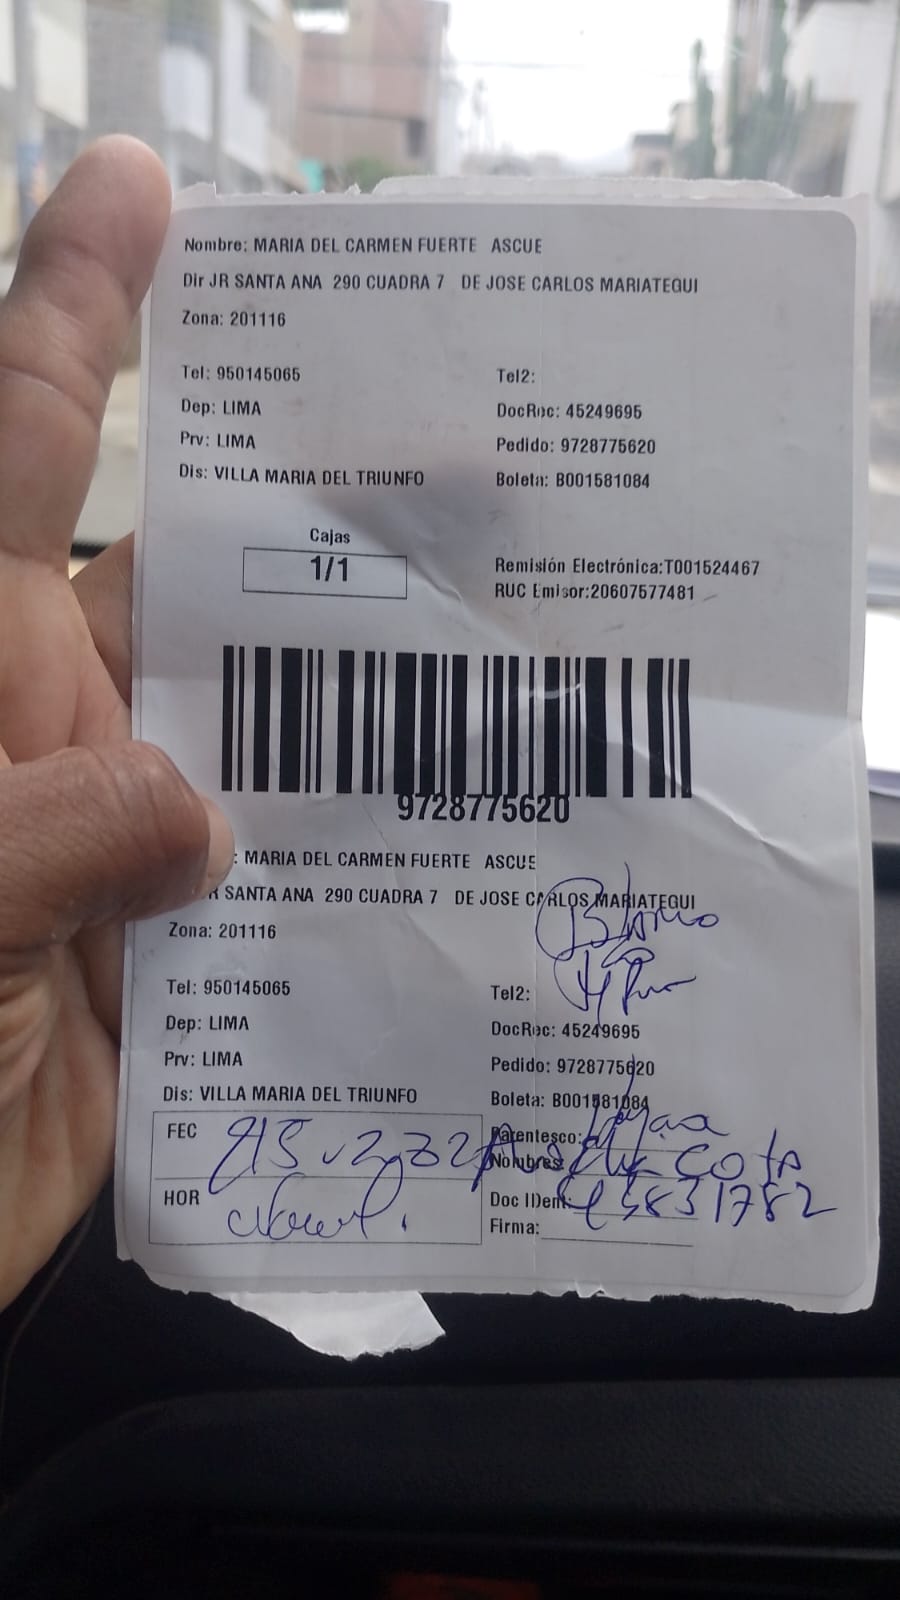 Nombre: MARIA DEL CARMEN FUERTE ASCUE
Dir JR SANTA ANA 290 CUADRA 7 DE JOSE CARLOS MARIATEGUI
Zona: 201116
Tel: 950145065 Tel2:
Dep: LIMA DocRec: 45249695
Prv: LIMA Pedido: 9728775620
Dis: VILLA MARIA DEL TRIUNFO Boleta: B001581084
Cajas
1/1
Remisión Electrónica:T001524467
RUC Emisor:20607577481
9728775620
: MARIA DEL CARMEN FUERTE ASCUE
R SANTA ANA 290 CUADRA 7 DE JOSE CARLOS MARIATEGUI
Zona: 201116
Tel: 950145065 Tel2:
Dep: LIMA DocRec: 45249695
Prv: LIMA Pedido: 9728775620
Dis: VILLA MARIA DEL TRIUNFO Boleta: B001581084
FEC Parentesco:
Nombres:
HOR Doc IDent:
Firma: